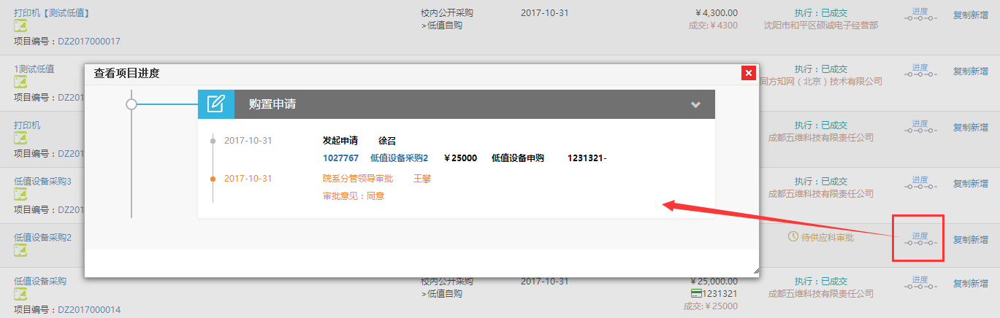 打印机【测试低值】
校内公开采购
2017-10-31
￥4,300.00
执行：已成交
进度
复制新增
>低值自购
成交:￥4300
沈阳市和平区硕诚电子经营部
项目编号：DZ2017000017
1测试低值
执行：已成交
进度
复制新增
同方知网（北京）技术有限公司
项目编号：DZ201
打印机
执行：已成交
进度
复制新增
成都五维科技有限责任公司
项目编号：DZ201
低值设备采购3
执行：已成交
进度
复制新增
成都五维科技有限责任公司
项目编号：DZ201
低值设备采购2
待供应科审批
进度
复制新增
查看项目进度
购置申请
2017-10-31 发起申请 徐召
1027767 低值设备采购2 ￥25000 低值设备申购 1231321-
2017-10-31 院系分管领导审批 王攀
审批意见：同意
低值设备采购
校内公开采购
2017-10-31
￥25,000.00
执行：已成交
进度
复制新增
>低值自购
1231321
成都五维科技有限责任公司
成交:￥25000
项目编号：DZ2017000014